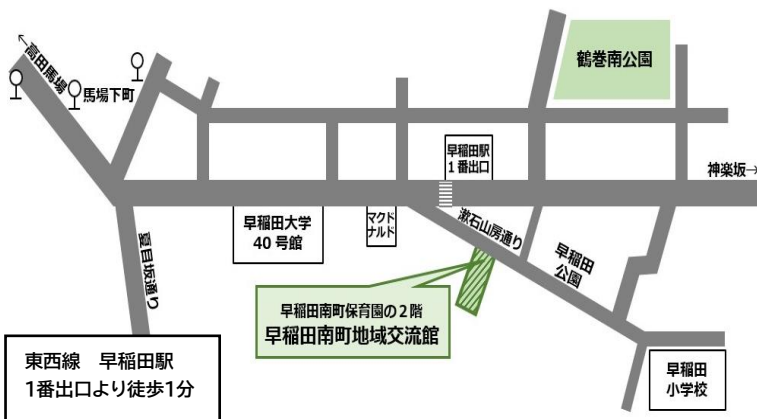 ←高田馬場
馬場下町
鶴巻南公園
早稲田駅
1番出口
神楽坂→
早稲田大学
40号館
マクド
ナルド
漱石山房通り
早稲田
公園
夏目坂通り
早稲田南町保育園の2階
早稲田南町地域交流館
東西線 早稲田駅
1番出口より徒歩1分
早稲田
小学校